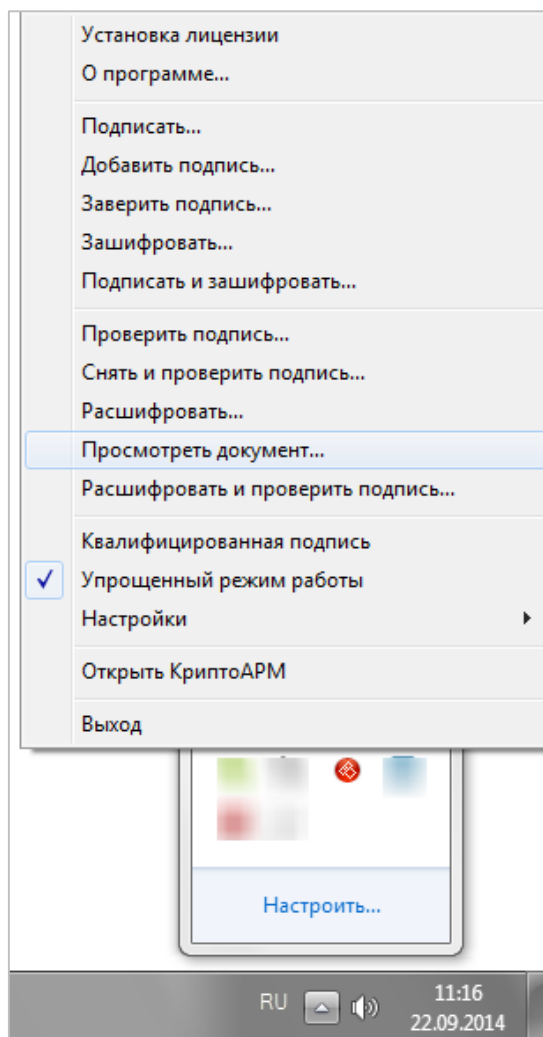 Установка лицензии
О программе...
Подписать...
Добавить подпись...
Заверить подпись...
Зашифровать...
Подписать и зашифровать...
Проверить подпись...
Снять и проверить подпись...
Расшифровать...
Просмотреть документ...
Расшифровать и проверить подпись...
Квалифицированная подпись
Упрощенный режим работы
Настройки
Открыть КриптоАРМ
Выход
Настроить...
RU
11:16
22.09.2014